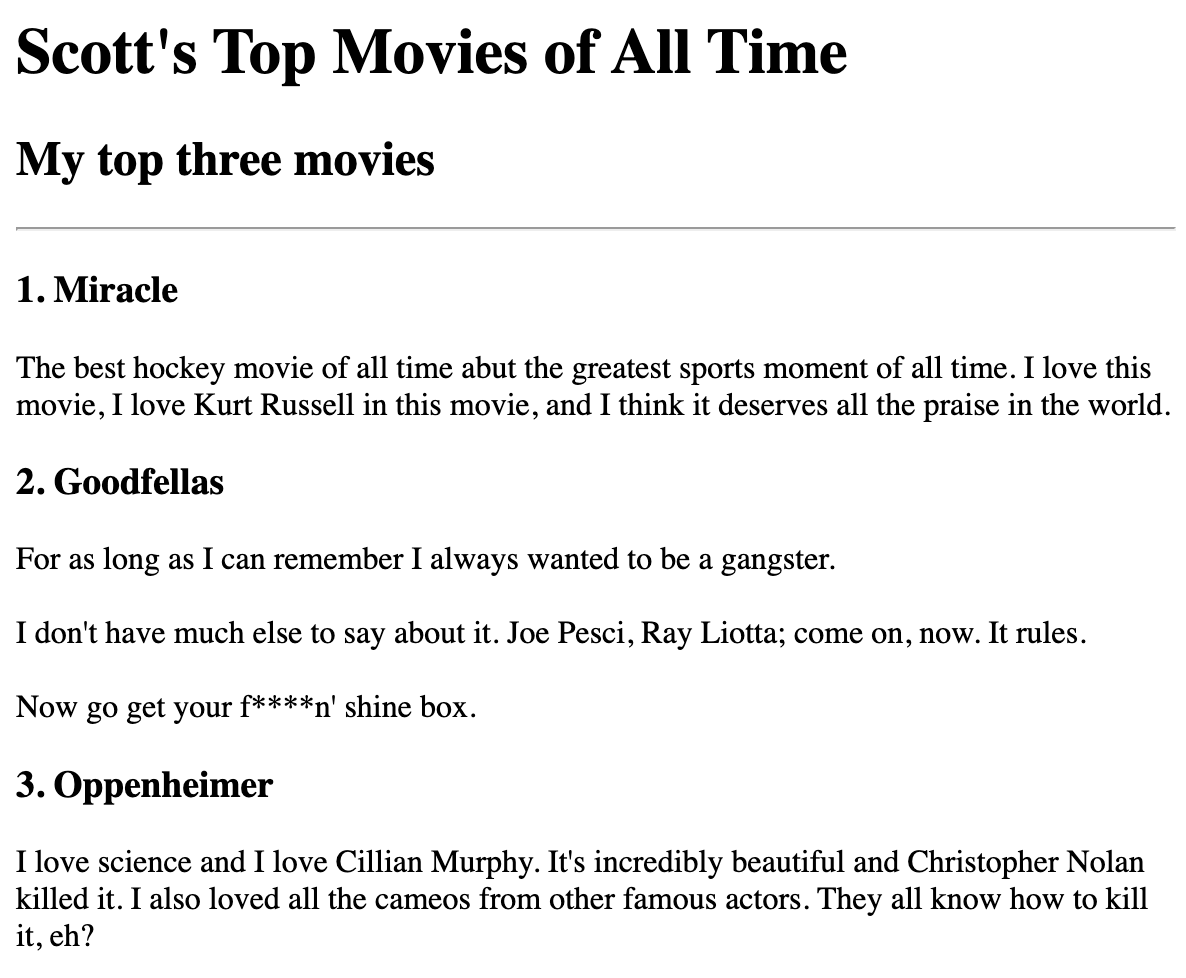 Scott's Top Movies of All Time
My top three movies
1. Miracle
The best hockey movie of all time abut the greatest sports moment of all time. I love this
movie, I love Kurt Russell in this movie, and I think it deserves all the praise in the world.
2. Goodfellas
For as long as I can remember I always wanted to be a gangster.
I don't have much else to say about it. Joe Pesci, Ray Liotta; come on, now. It rules.
Now go get your f****n' shine box.
3. Oppenheimer
I love science and I love Cillian Murphy. It's incredibly beautiful and Christopher Nolan
killed it. I also loved all the cameos from other famous actors. They all know how to kill
it, eh?